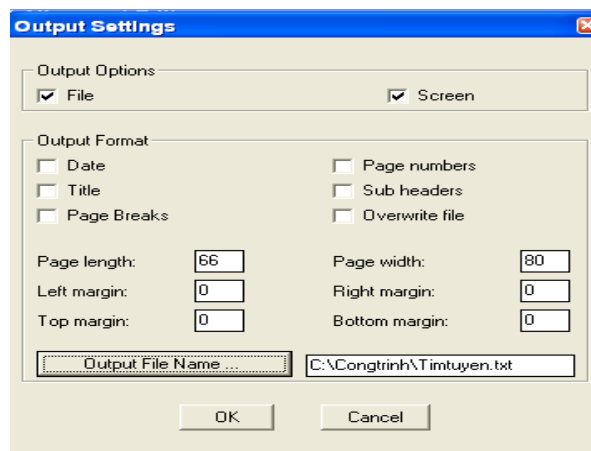 Output Settings
Output Options
File Screen
Output Format
Date Page numbers
Title Sub headers
Page Breaks Overwrite file
Page length: 66 Page width: 80
Left margin: 0 Right margin: 0
Top margin: 0 Bottom margin: 0
Output File Name ... C:\Congtrinh\Timtuyen.txt
OK Cancel